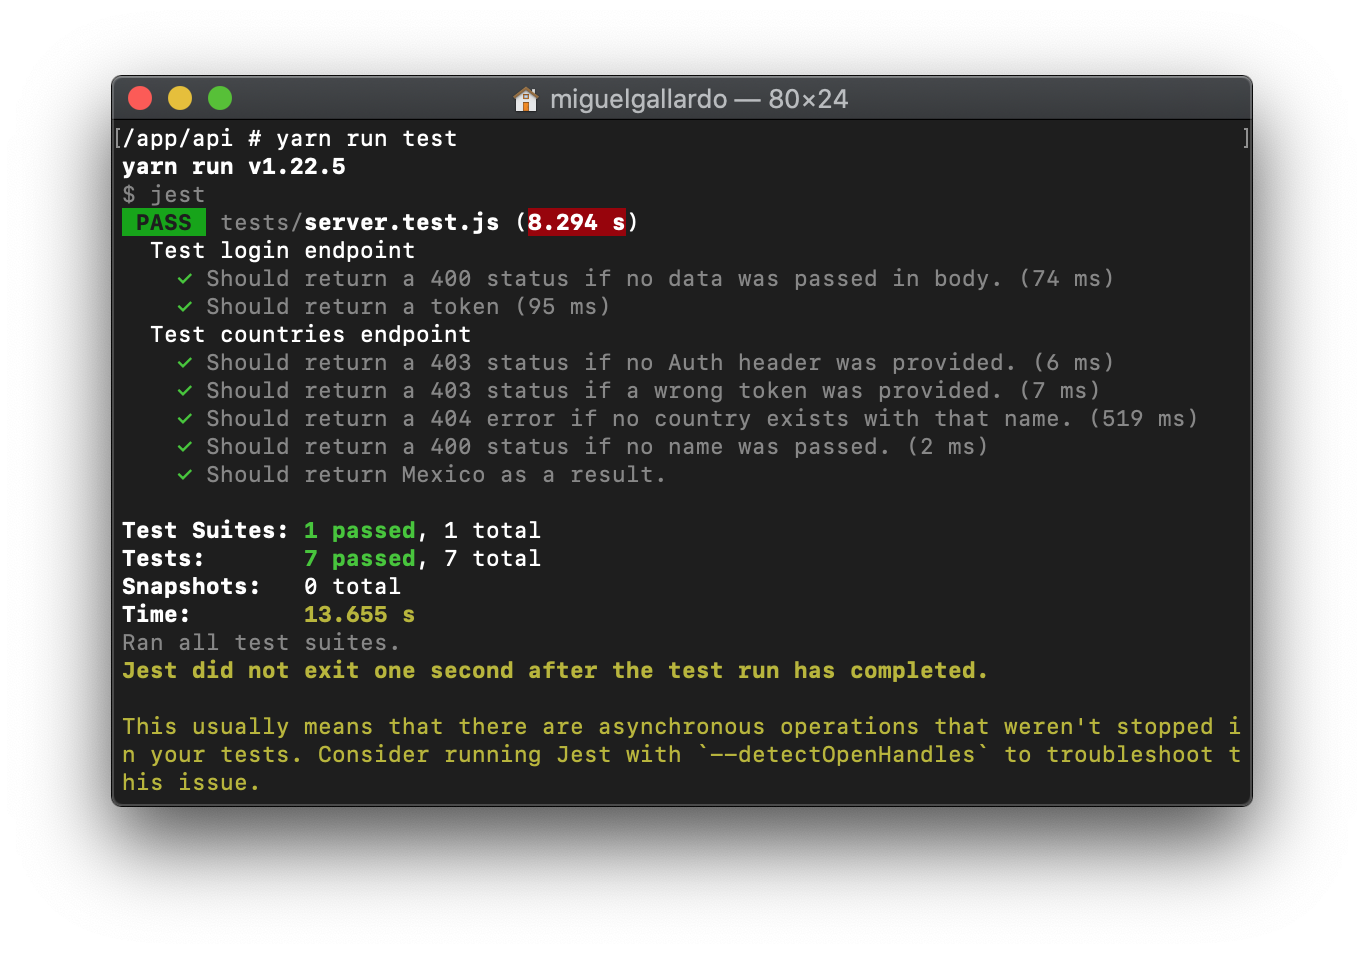 miguelgallardo — 80×24
[/app/api # yarn run test ]
yarn run v1.22.5
$ jest
PASS tests/server.test.js (8.294 s)
Test login endpoint
✓ Should return a 400 status if no data was passed in body. (74 ms)
✓ Should return a token (95 ms)
Test countries endpoint
✓ Should return a 403 status if no Auth header was provided. (6 ms)
✓ Should return a 403 status if a wrong token was provided. (7 ms)
✓ Should return a 404 error if no country exists with that name. (519 ms)
✓ Should return a 400 status if no name was passed. (2 ms)
✓ Should return Mexico as a result.
Test Suites: 1 passed, 1 total
Tests: 7 passed, 7 total
Snapshots: 0 total
Time: 13.655 s
Ran all test suites.
Jest did not exit one second after the test run has completed.
This usually means that there are asynchronous operations that weren't stopped i
n your tests. Consider running Jest with `--detectOpenHandles` to troubleshoot t
his issue.